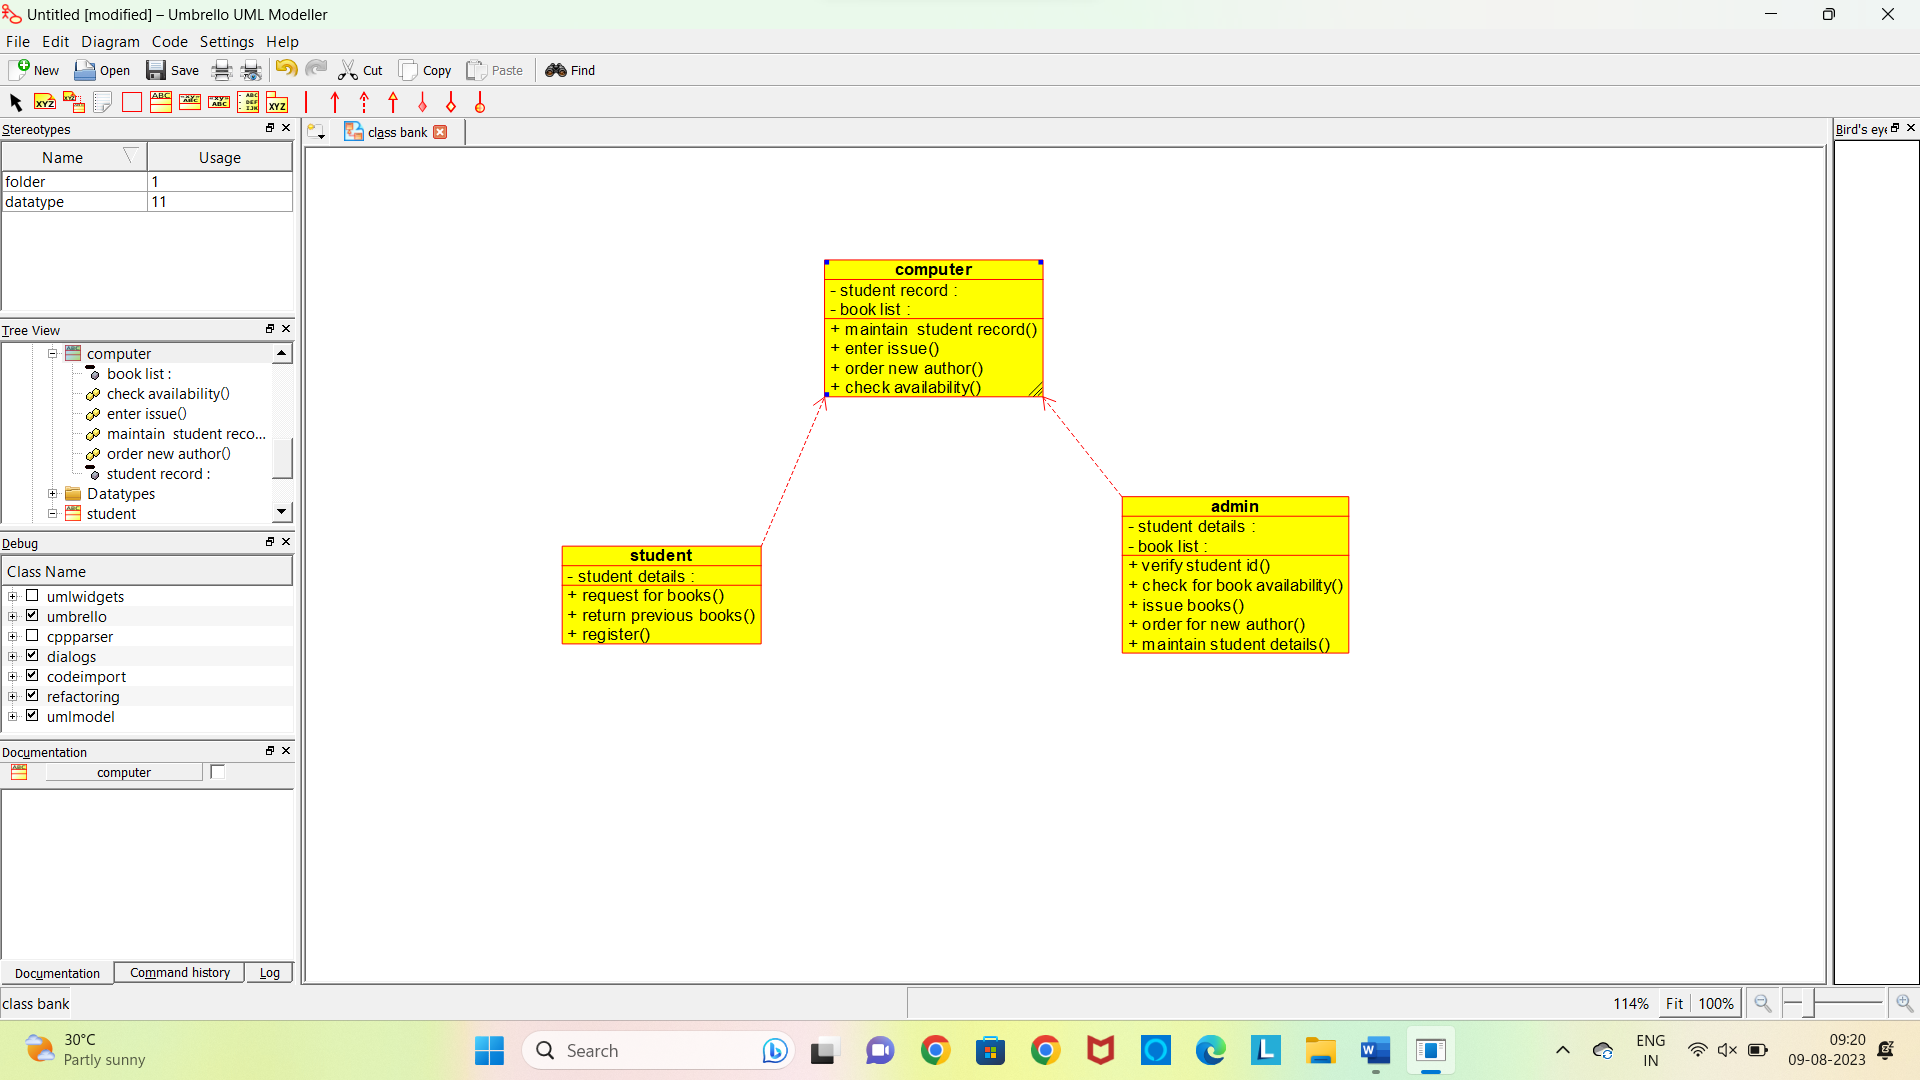 Untitled [modified] – Umbrello UML Modeller
File Edit Diagram Code Settings Help
New Open Save Cut Copy Paste Find
Stereotypes
Name Usage
folder 1
datatype 11
Tree View
computer
book list :
check availability()
enter issue()
maintain  student reco...
order new author()
student record :
Datatypes
student
Debug
Class Name
umlwidgets
umbrello
cppparser
dialogs
codeimport
refactoring
umlmodel
Documentation
computer
Documentation Command history Log
class bank
class bank
computer
- student record :
- book list :
+ maintain  student record()
+ enter issue()
+ order new author()
+ check availability()
student
- student details :
+ request for books()
+ return previous books()
+ register()
admin
- student details :
- book list :
+ verify student id()
+ check for book availability()
+ issue books()
+ order for new author()
+ maintain student details()
Bird's eye
114% Fit 100%
30°C
Partly sunny
Search
ENG
IN
09:20
09-08-2023